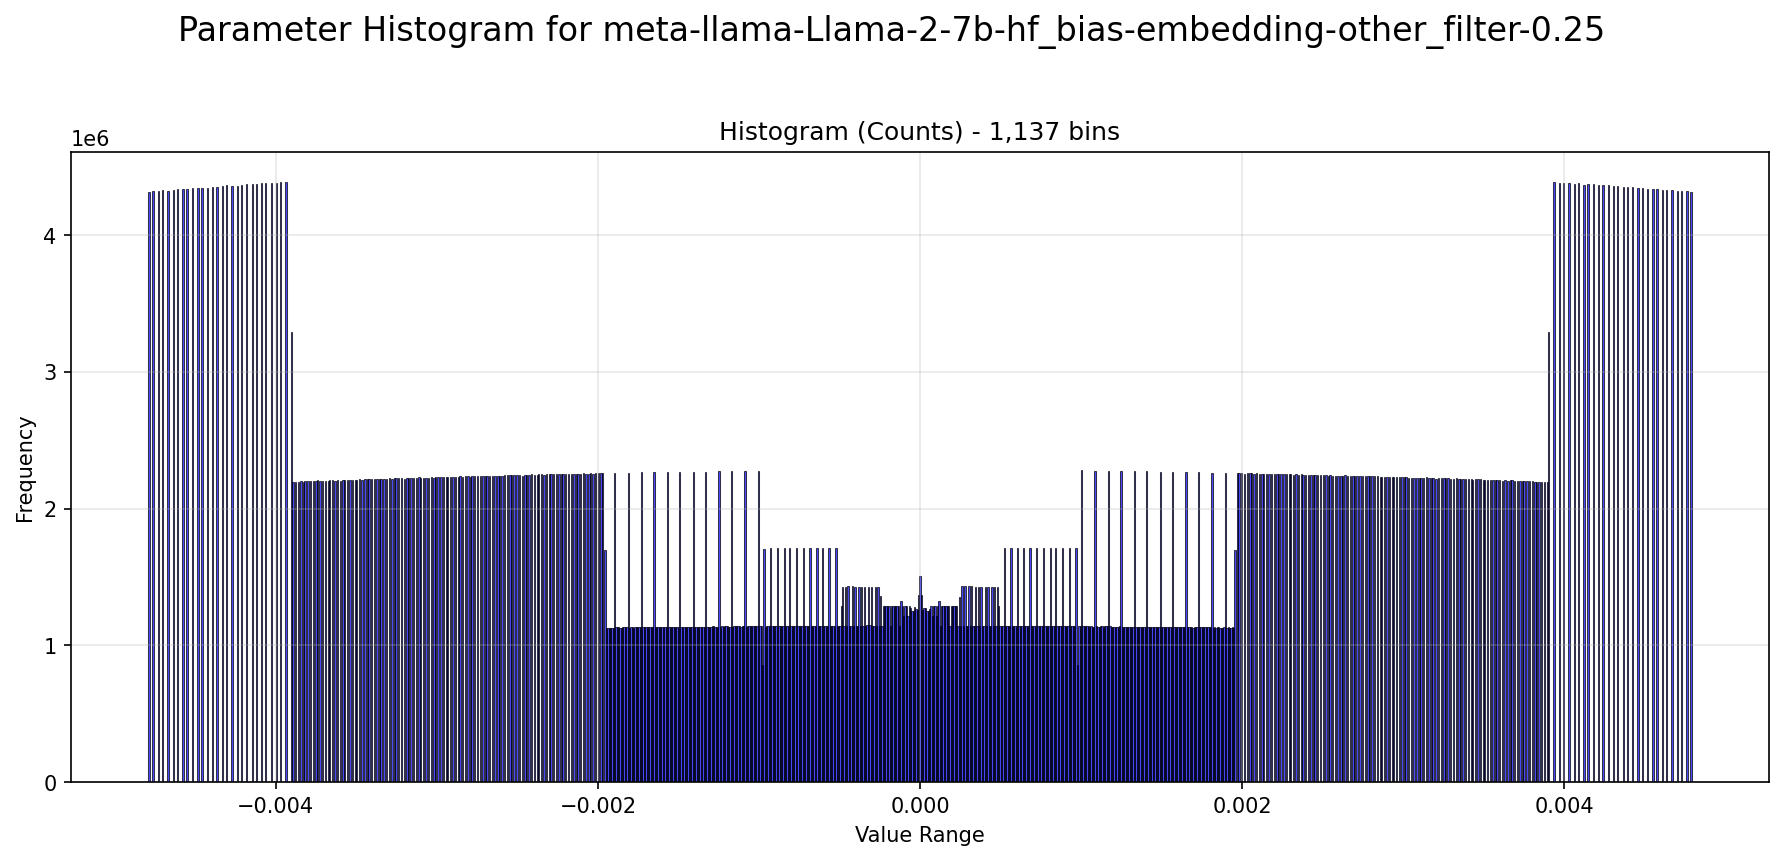 Parameter Histogram for meta-llama-Llama-2-7b-hf_bias-embedding-other_filter-0.25
Histogram (Counts) - 1,137 bins
1e6
4
3
2
1
0
Frequency
−0.004
−0.002
0.000
0.002
0.004
Value Range